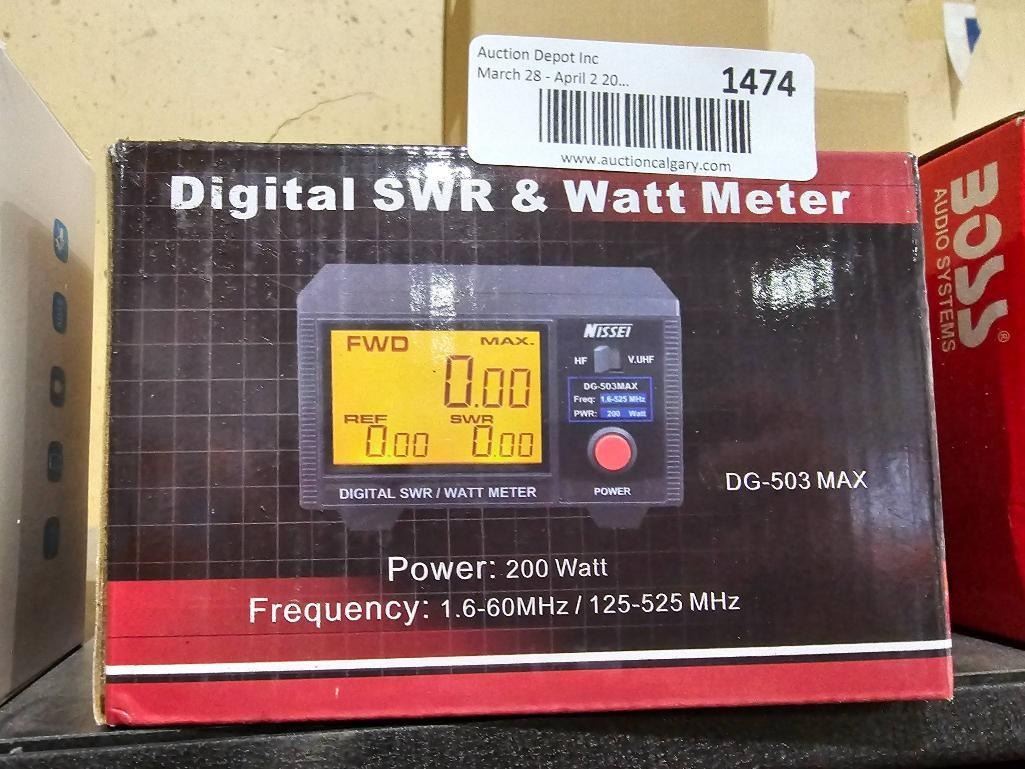 Auction Depot Inc
March 28 - April 2 20...
1474
www.auctioncalgary.com
Digital SWR & Watt Meter
NISSEI
FWD
MAX.
0.00
HF
V.UHF
DG-503MAX
Freq: 1.6-525 MHz
PWR: 200 Watt
REF
SWR
0.00
0.00
DIGITAL SWR / WATT METER
POWER
DG-503 MAX
Power: 200 Watt
Frequency: 1.6-60MHz / 125-525 MHz
BOSS®
AUDIO SYSTEMS